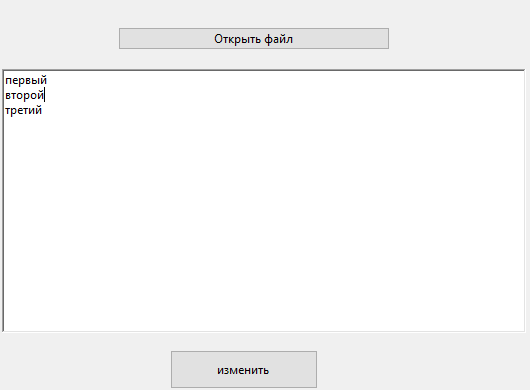 Открыть файл
первый
второй
третий
изменить